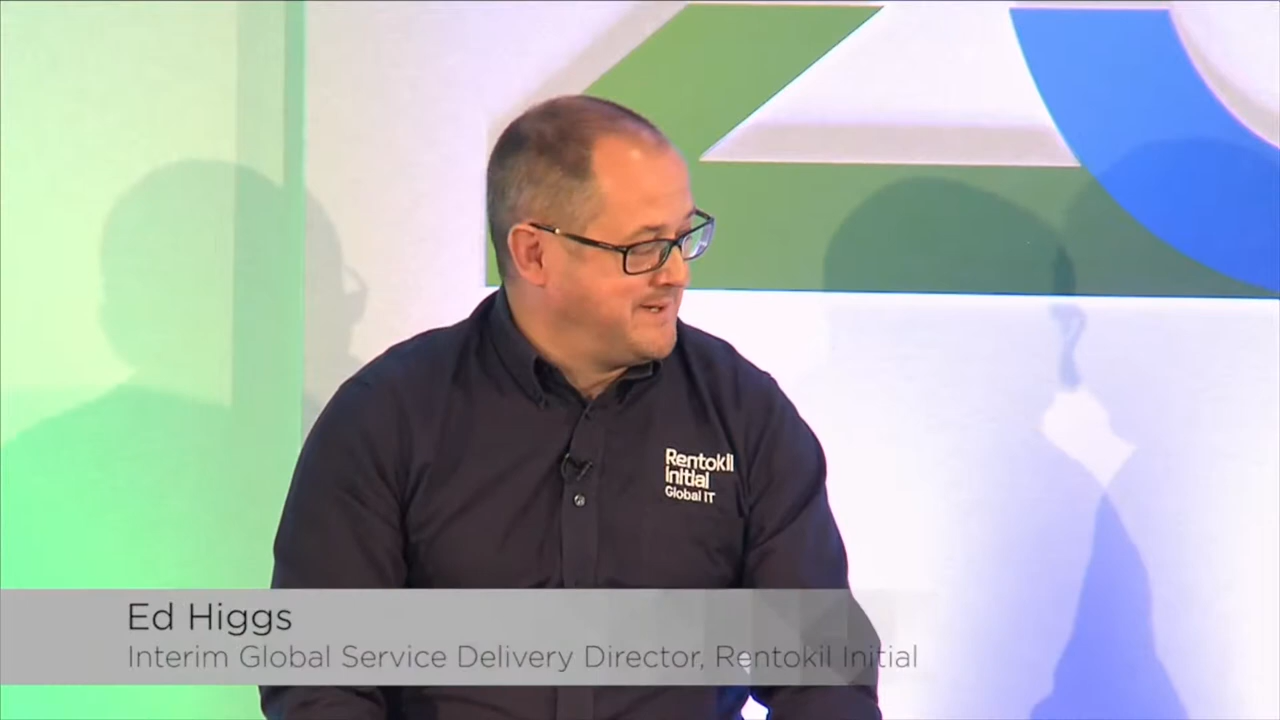 Rentokil
Initial
Global IT
Ed Higgs
Interim Global Service Delivery Director, Rentokil Initial